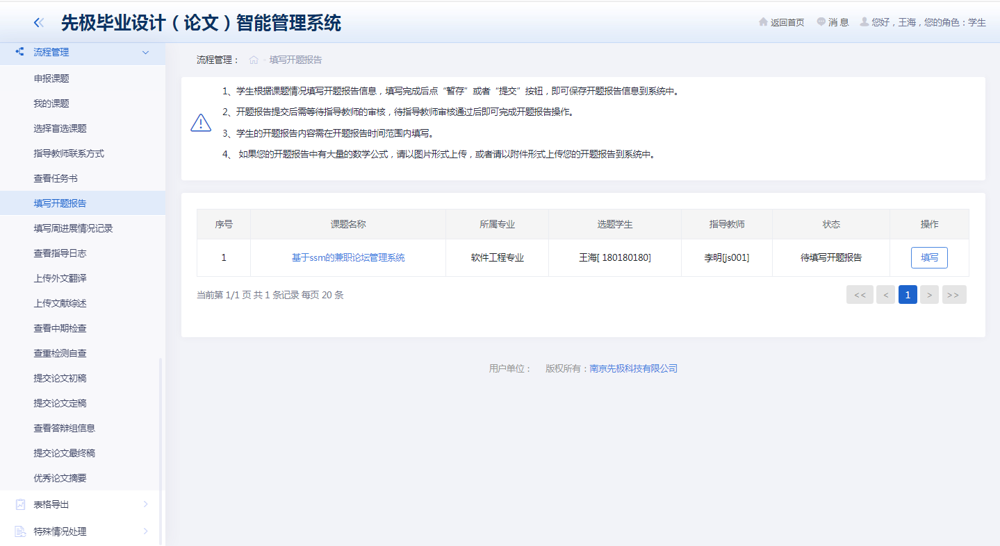 先极毕业设计（论文）智能管理系统
返回首页 消 息 您好，王海，您的角色：学生
流程管理
申报课题
我的课题
选择盲选课题
指导教师联系方式
查看任务书
填写开题报告
填写周进展情况记录
查看指导日志
上传外文翻译
上传文献综述
查看中期检查
查重检测自查
提交论文初稿
提交论文定稿
查看答辩组信息
提交论文最终稿
优秀论文摘要
表格导出
特殊情况处理
流程管理： - 填写开题报告
1、学生根据课题情况填写开题报告信息，填写完成后点“暂存”或者“提交”按钮，即可保存开题报告信息到系统中。
2、开题报告提交后需等待指导教师的审核，待指导教师审核通过后即可完成开题报告操作。
3、学生的开题报告内容需在开题报告时间范围内填写。
4、 如果您的开题报告中有大量的数学公式，请以图片形式上传，或者请以附件形式上传您的开题报告到系统中。
序号 课题名称 所属专业 选题学生 指导教师 状态 操作
1 基于ssm的兼职论坛管理系统 软件工程专业 王海[ 180180180] 李明[js001] 待填写开题报告 填写
当前第 1/1 页 共 1 条记录 每页 20 条 << < 1 > >>
用户单位： 版权所有：南京先极科技有限公司